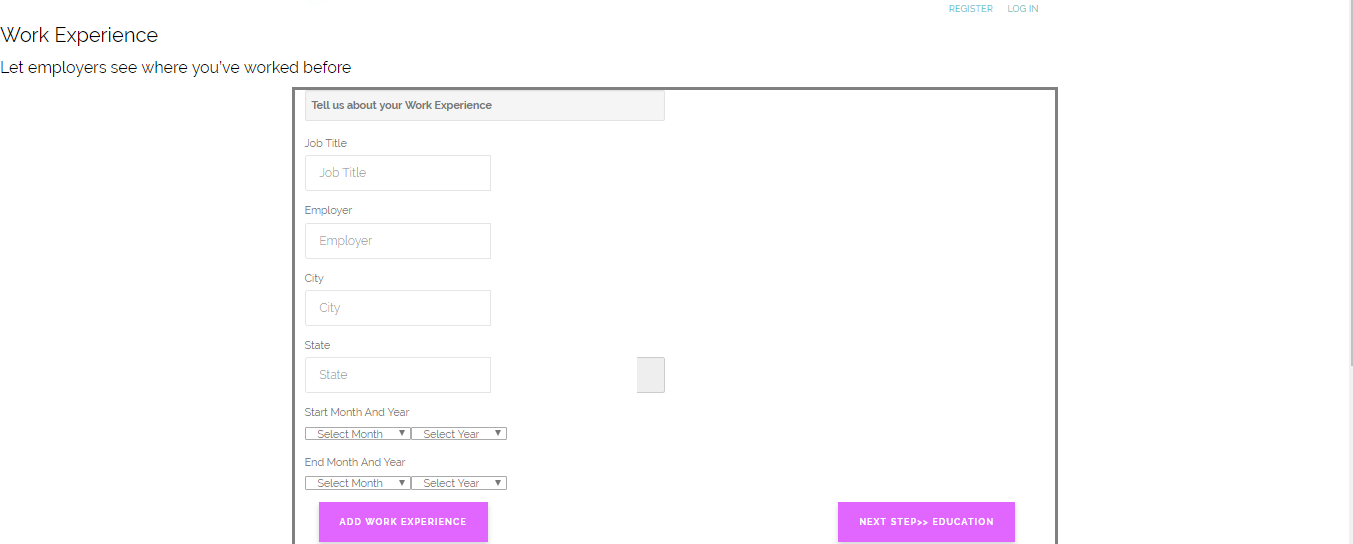 REGISTER LOG IN
Work Experience
Let employers see where you've worked before
Tell us about your Work Experience
Job Title
Job Title
Employer
Employer
City
City
State
State
Start Month And Year
Select Month Select Year
End Month And Year
Select Month Select Year
ADD WORK EXPERIENCE NEXT STEP>> EDUCATION